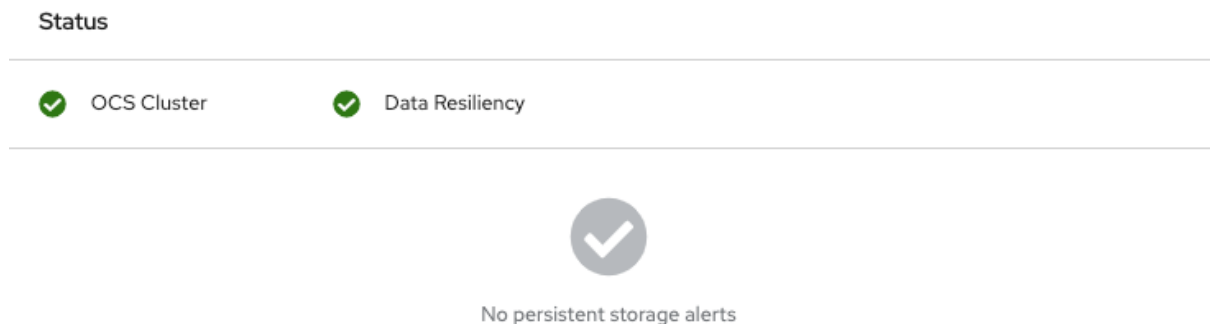 Status
OCS Cluster Data Resiliency
No persistent storage alerts